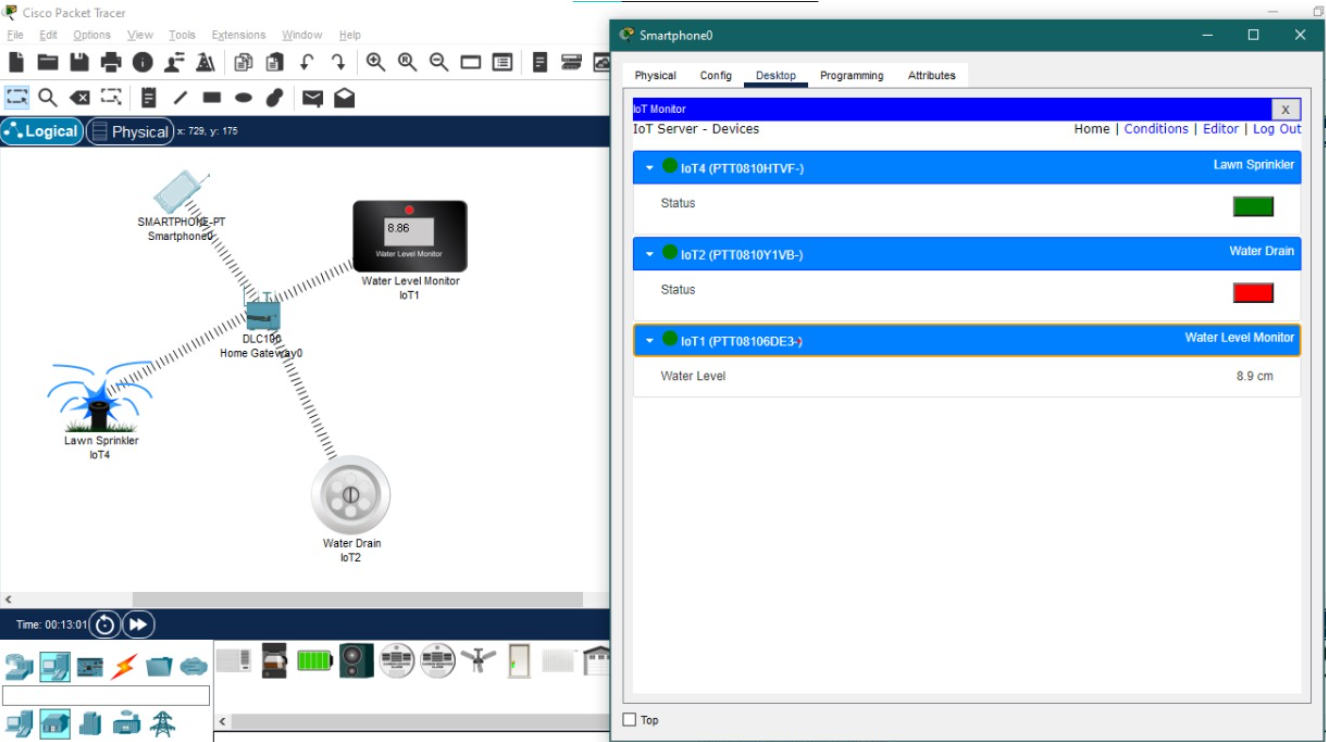 Cisco Packet Tracer
File Edit Options View Tools Extensions Window Help
Logical Physical x: 729, y: 175
SMARTPHONE-PT
Smartphone0
8.86
Water Level Monitor
Water Level Monitor
IoT1
DLC100
Home Gateway0
Lawn Sprinkler
IoT4
Water Drain
IoT2
Time: 00:13:01
Smartphone0
Physical Config Desktop Programming Attributes
IoT Monitor X
IoT Server - Devices Home | Conditions | Editor | Log Out
IoT4 (PTT0810HTVF-) Lawn Sprinkler
Status
IoT2 (PTT0810Y1VB-) Water Drain
Status
IoT1 (PTT08106DE3-) Water Level Monitor
Water Level 8.9 cm
Top